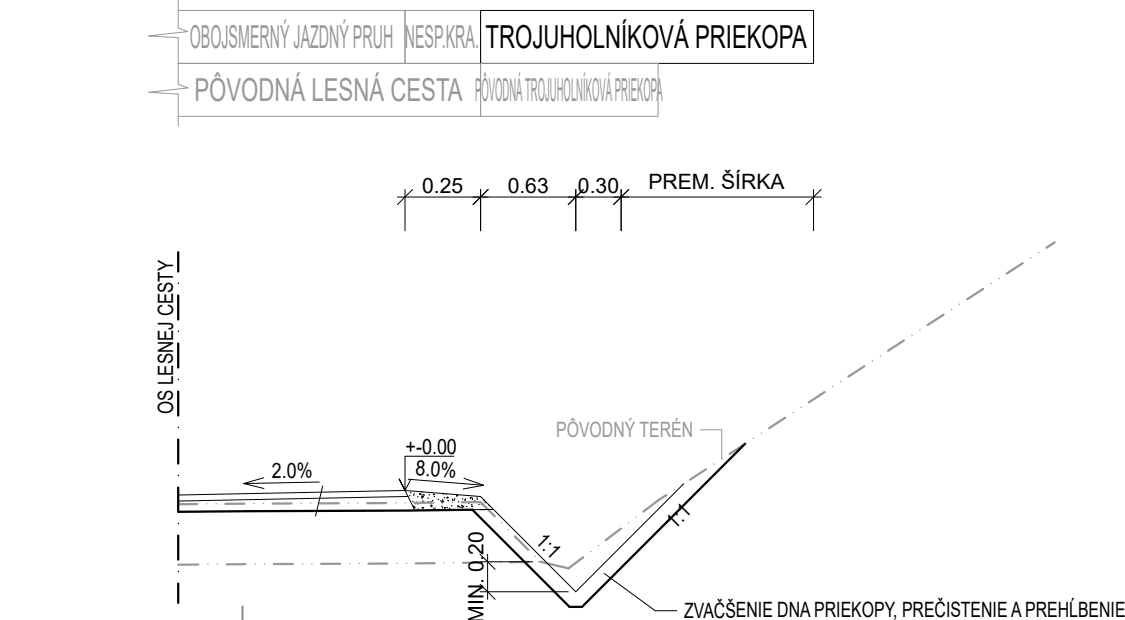 OBOJSMERNÝ JAZDNÝ PRUH NESP.KRA. TROJUHOLNÍKOVÁ PRIEKOPA
PÔVODNÁ LESNÁ CESTA PÔVODNÁ TROJUHOLNÍKOVÁ PRIEKOPA
0.25 0.63 0.30 PREM. ŠÍRKA
OS LESNEJ CESTY
PÔVODNÝ TERÉN
+-0.00
2.0% 8.0%
1:1
1:1
MIN. 0.20
ZVAČŠENIE DNA PRIEKOPY, PREČISTENIE A PREHĹBENIE